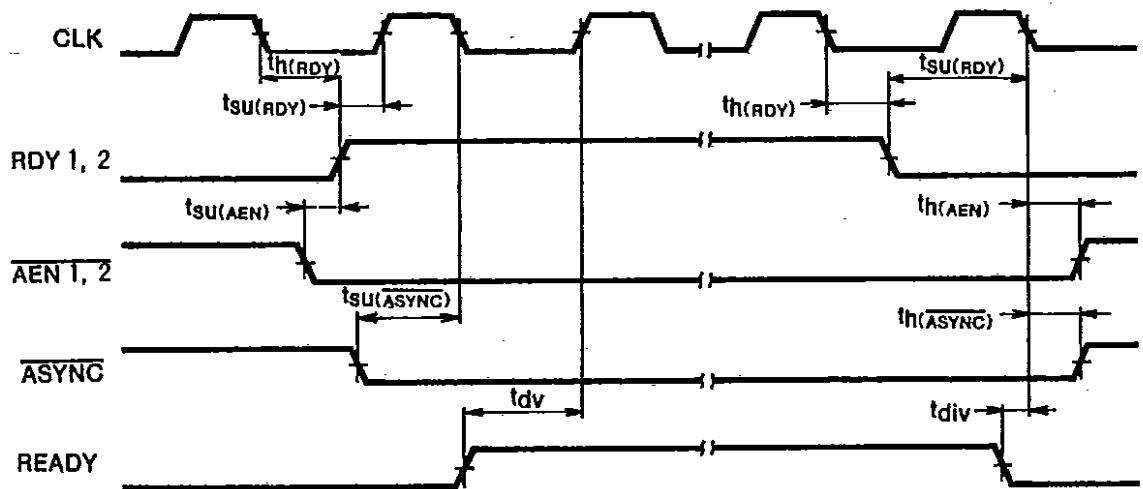 CLK
th(RDY)
tsu(RDY)
tsu(RDY)
th(RDY)
RDY 1, 2
tsu(AEN)
th(AEN)
AEN 1, 2
tsu(ASYNC)
th(ASYNC)
ASYNC
tdv
tdiv
READY